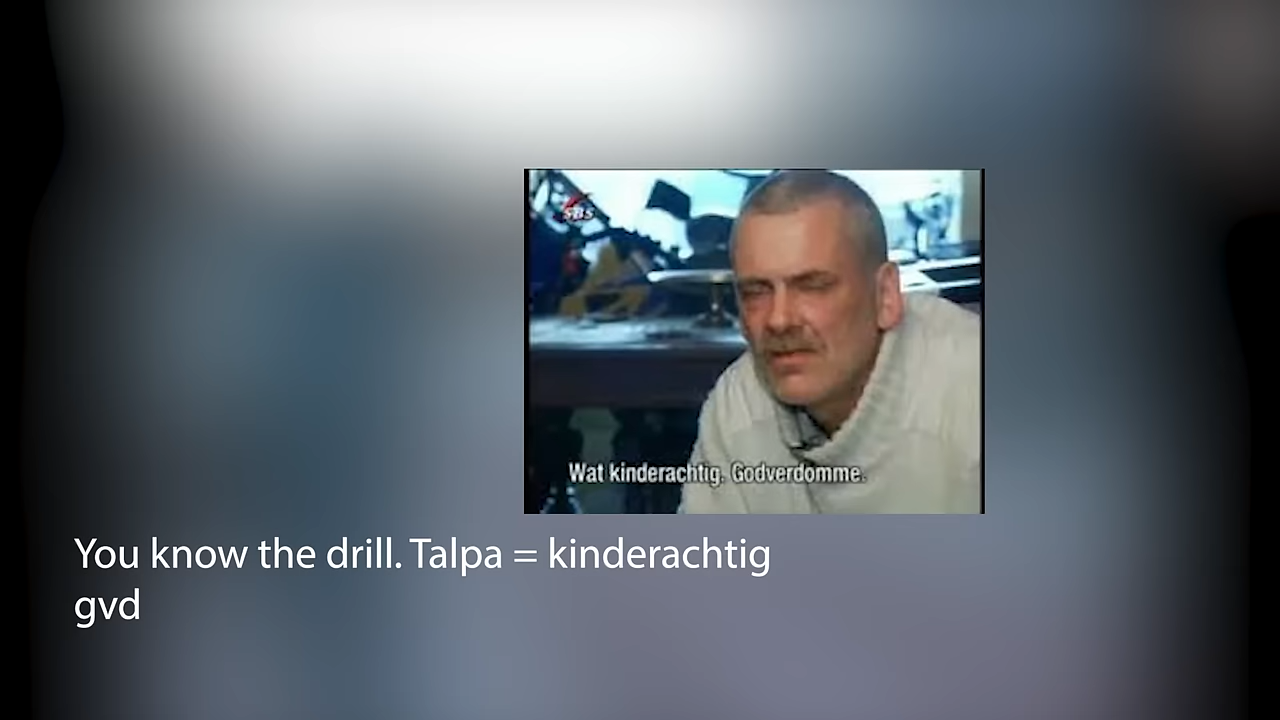 SBS
Wat kinderachtig. Godverdomme.
You know the drill. Talpa = kinderachtig
gvd